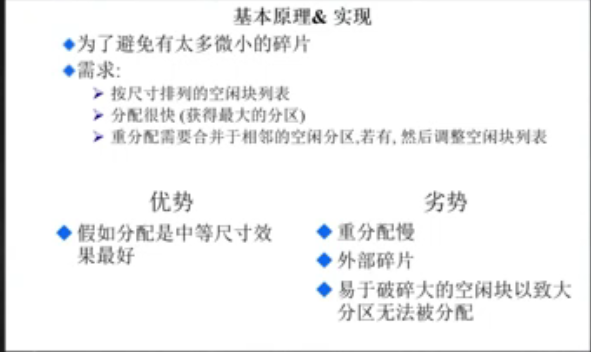 基本原理& 实现
为了避免有太多微小的碎片
需求:
按尺寸排列的空闲块列表
分配很快 (获得最大的分区)
重分配需要合并于相邻的空闲分区,若有, 然后调整空闲块列表
优势
假如分配是中等尺寸效
果最好
劣势
重分配慢
外部碎片
易于破碎大的空闲块以致大
分区无法被分配